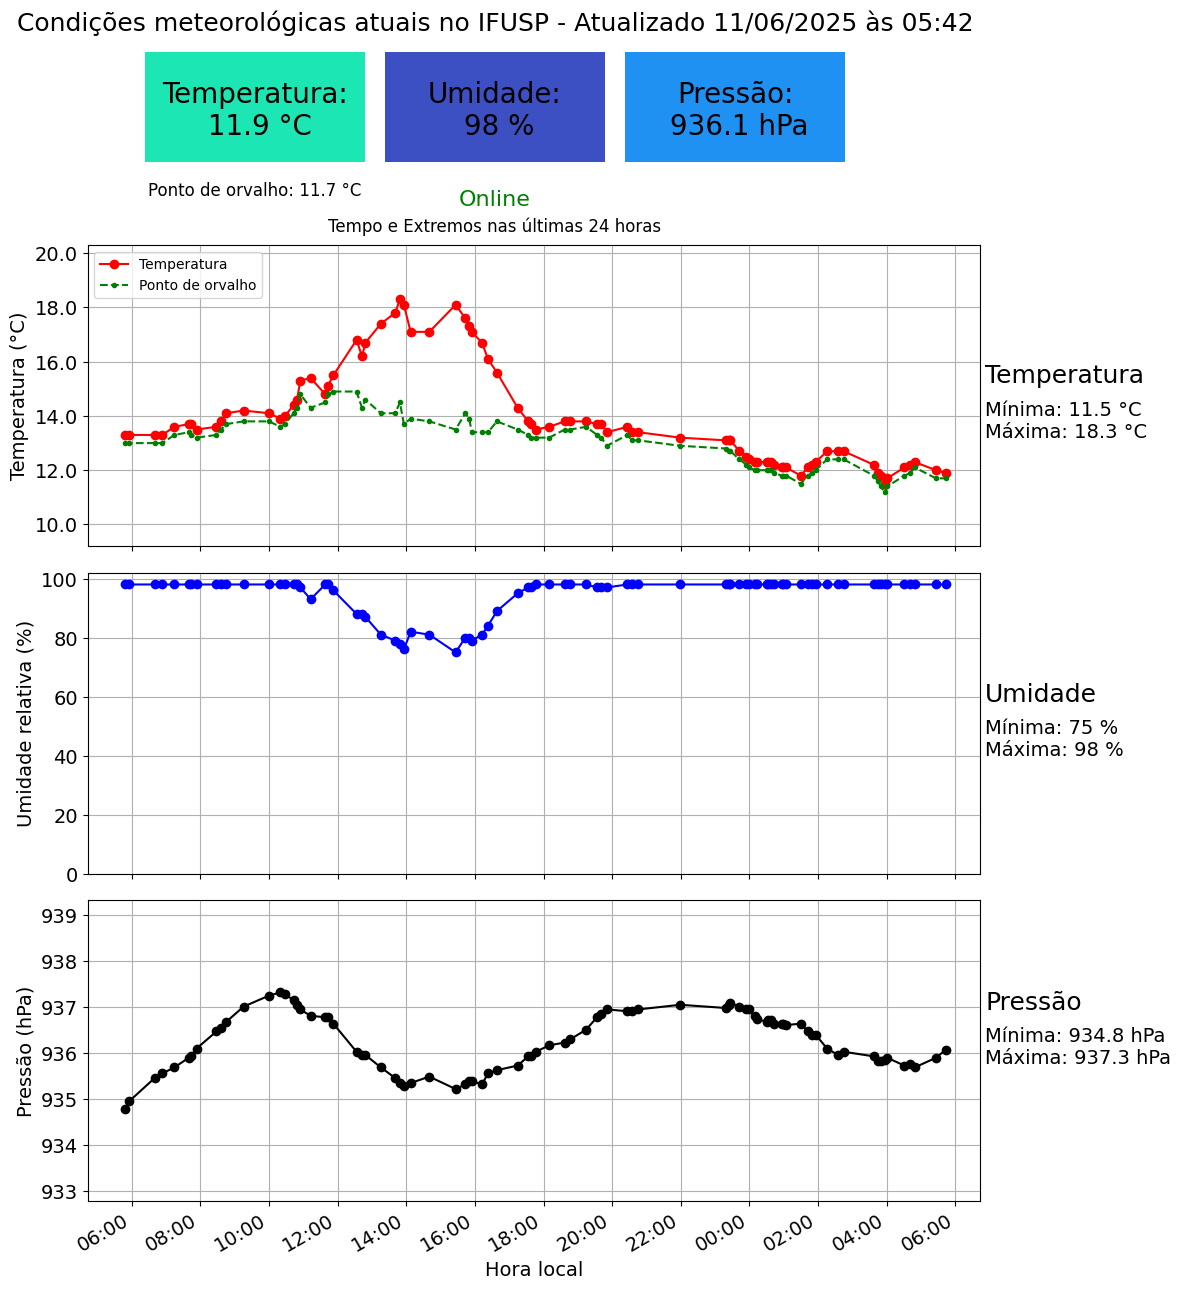 Condições meteorológicas atuais no IFUSP - Atualizado 11/06/2025 às 05:42
Temperatura:
11.9 °C
Umidade:
98 %
Pressão:
936.1 hPa
Ponto de orvalho: 11.7 °C
Online
Tempo e Extremos nas últimas 24 horas
Temperatura (°C)
20.0
18.0
16.0
14.0
12.0
10.0
Temperatura
Ponto de orvalho
Temperatura
Mínima: 11.5 °C
Máxima: 18.3 °C
Umidade relativa (%)
100
80
60
40
20
0
Umidade
Mínima: 75 %
Máxima: 98 %
Pressão (hPa)
939
938
937
936
935
934
933
Pressão
Mínima: 934.8 hPa
Máxima: 937.3 hPa
06:00 08:00 10:00 12:00 14:00 16:00 18:00 20:00 22:00 00:00 02:00 04:00 06:00
Hora local